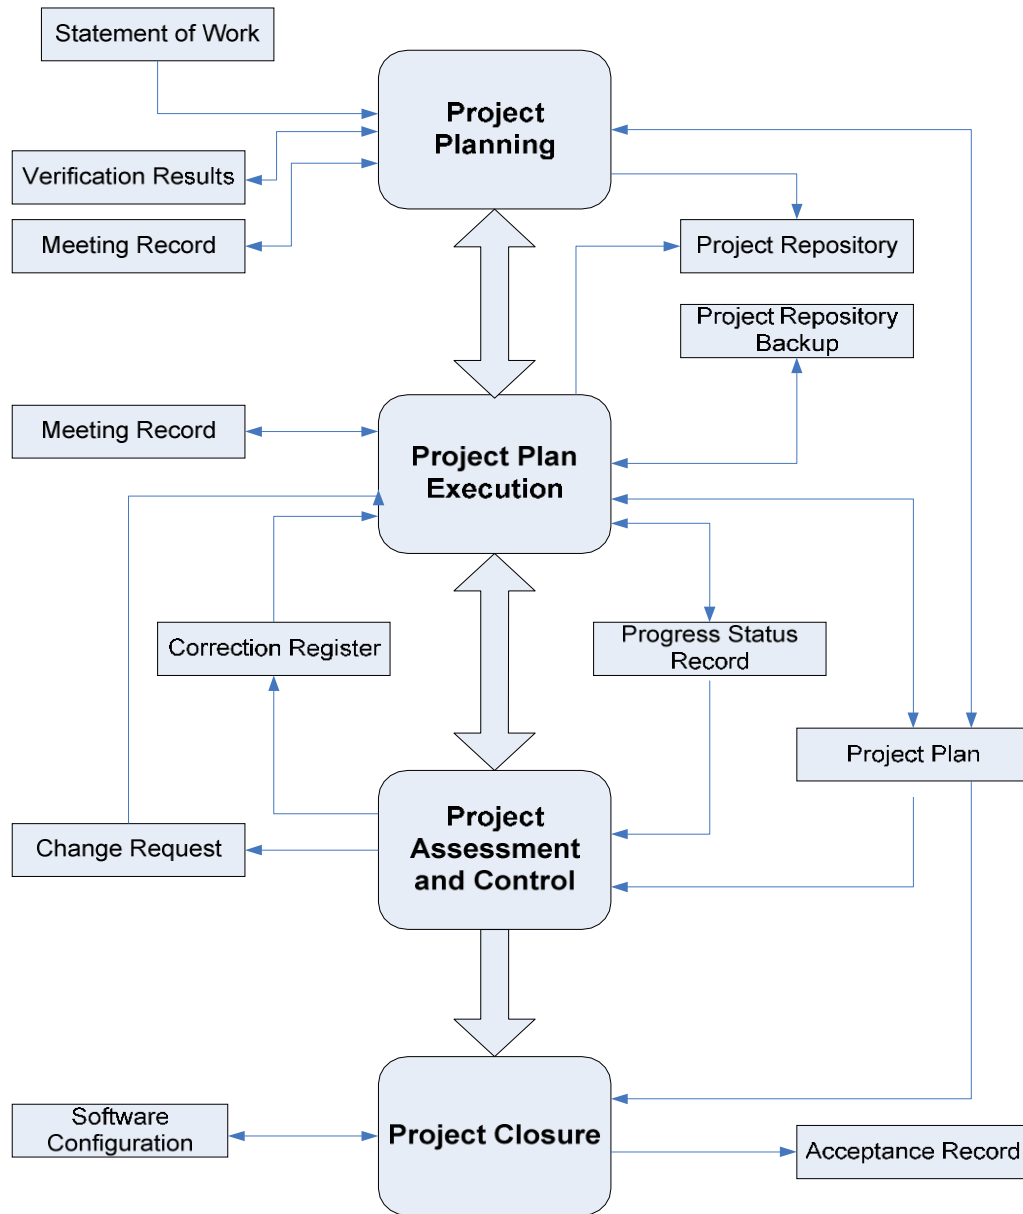 Statement of Work
Project
Planning
Verification Results
Meeting Record
Project Repository
Project Repository
Backup
Meeting Record
Project Plan
Execution
Correction Register
Progress Status
Record
Project Plan
Project
Assessment
and Control
Change Request
Software
Configuration
Project Closure
Acceptance Record